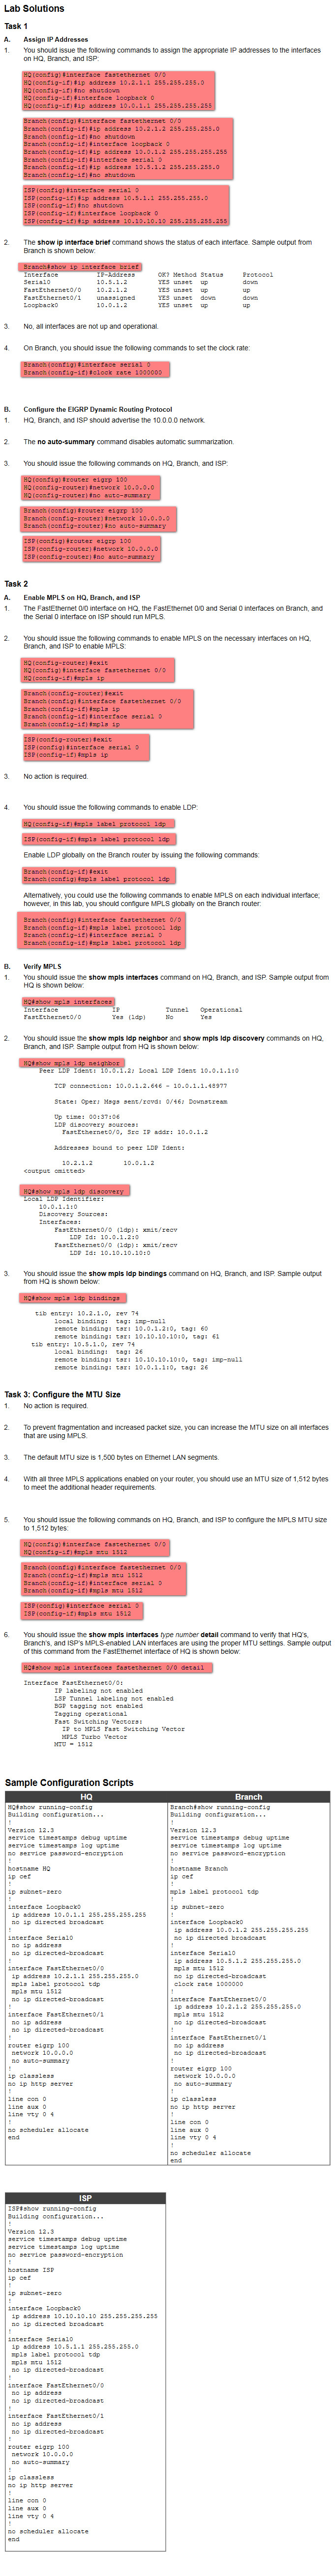 Lab Solutions
Task 1
A. Assign IP Addresses
1. You should issue the following commands to assign the appropriate IP addresses to the interfaces
on HQ, Branch, and ISP:
HQ(config)#interface fastethernet 0/0
HQ(config-if)#ip address 10.2.1.1 255.255.255.0
HQ(config-if)#no shutdown
HQ(config-if)#interface loopback 0
HQ(config-if)#ip address 10.0.1.1 255.255.255.255
Branch(config)#interface fastethernet 0/0
Branch(config-if)#ip address 10.2.1.2 255.255.255.0
Branch(config-if)#no shutdown
Branch(config-if)#interface loopback 0
Branch(config-if)#ip address 10.0.1.2 255.255.255.255
Branch(config-if)#interface serial 0
Branch(config-if)#ip address 10.5.1.2 255.255.255.0
Branch(config-if)#no shutdown
ISP(config)#interface serial 0
ISP(config-if)#ip address 10.5.1.1 255.255.255.0
ISP(config-if)#no shutdown
ISP(config-if)#interface loopback 0
ISP(config-if)#ip address 10.10.10.10 255.255.255.255
2. The show ip interface brief command shows the status of each interface. Sample output from
Branch is shown below:
Branch#show ip interface brief
Interface IP-Address OK? Method Status Protocol
Serial0 10.5.1.2 YES unset up down
FastEthernet0/0 10.2.1.2 YES unset up up
FastEthernet0/1 unassigned YES unset down down
Loopback0 10.0.1.2 YES unset up up
3. No, all interfaces are not up and operational.
4. On Branch, you should issue the following commands to set the clock rate:
Branch(config)#interface serial 0
Branch(config-if)#clock rate 1000000
B. Configure the EIGRP Dynamic Routing Protocol
1. HQ, Branch, and ISP should advertise the 10.0.0.0 network.
2. The no auto-summary command disables automatic summarization.
3. You should issue the following commands on HQ, Branch, and ISP:
HQ(config)#router eigrp 100
HQ(config-router)#network 10.0.0.0
HQ(config-router)#no auto-summary
Branch(config)#router eigrp 100
Branch(config-router)#network 10.0.0.0
Branch(config-router)#no auto-summary
ISP(config)#router eigrp 100
ISP(config-router)#network 10.0.0.0
ISP(config-router)#no auto-summary
Task 2
A. Enable MPLS on HQ, Branch, and ISP
1. The FastEthernet 0/0 interface on HQ, the FastEthernet 0/0 and Serial 0 interfaces on Branch, and
the Serial 0 interface on ISP should run MPLS.
2. You should issue the following commands to enable MPLS on the necessary interfaces on HQ,
Branch, and ISP to enable MPLS:
HQ(config-router)#exit
HQ(config)#interface fastethernet 0/0
HQ(config-if)#mpls ip
Branch(config-router)#exit
Branch(config)#interface fastethernet 0/0
Branch(config-if)#mpls ip
Branch(config-if)#interface serial 0
Branch(config-if)#mpls ip
ISP(config-router)#exit
ISP(config)#interface serial 0
ISP(config-if)#mpls ip
3. No action is required.
4. You should issue the following commands to enable LDP:
HQ(config-if)#mpls label protocol ldp
ISP(config-if)#mpls label protocol ldp
Enable LDP globally on the Branch router by issuing the following commands:
Branch(config-if)#exit
Branch(config)#mpls label protocol ldp
Alternatively, you could use the following commands to enable MPLS on each individual interface;
however, in this lab, you should configure MPLS globally on the Branch router:
Branch(config)#interface fastethernet 0/0
Branch(config-if)#mpls label protocol ldp
Branch(config-if)#interface serial 0
Branch(config-if)#mpls label protocol ldp
B. Verify MPLS
1. You should issue the show mpls interfaces command on HQ, Branch, and ISP. Sample output from
HQ is shown below:
HQ#show mpls interfaces
Interface IP Tunnel Operational
FastEthernet0/0 Yes (ldp) No Yes
2. You should issue the show mpls ldp neighbor and show mpls ldp discovery commands on HQ,
Branch, and ISP. Sample output from HQ is shown below:
HQ#show mpls ldp neighbor
Peer LDP Ident: 10.0.1.2; Local LDP Ident 10.0.1.1:0
TCP connection: 10.0.1.2.646 - 10.0.1.1.48977
State: Oper; Msgs sent/rcvd: 0/46; Downstream
Up time: 00:37:06
LDP discovery sources:
FastEthernet0/0, Src IP addr: 10.0.1.2
Addresses bound to peer LDP Ident:
10.2.1.2 10.0.1.2
<output omitted>
HQ#show mpls ldp discovery
Local LDP Identifier:
10.0.1.1:0
Discovery Sources:
Interfaces:
FastEthernet0/0 (ldp): xmit/recv
LDP Id: 10.0.1.2:0
FastEthernet0/0 (ldp): xmit/recv
LDP Id: 10.10.10.10:0
3. You should issue the show mpls ldp bindings command on HQ, Branch, and ISP. Sample output
from HQ is shown below:
HQ#show mpls ldp bindings
tib entry: 10.2.1.0, rev 74
local binding: tag: imp-null
remote binding: tsr: 10.0.1.2:0, tag: 60
remote binding: tsr: 10.10.10.10:0, tag: 61
tib entry: 10.5.1.0, rev 74
local binding: tag: 26
remote binding: tsr: 10.10.10.10:0, tag: imp-null
remote binding: tsr: 10.0.1.1:0, tag: 26
Task 3: Configure the MTU Size
1. No action is required.
2. To prevent fragmentation and increased packet size, you can increase the MTU size on all interfaces
that are using MPLS.
3. The default MTU size is 1,500 bytes on Ethernet LAN segments.
4. With all three MPLS applications enabled on your router, you should use an MTU size of 1,512 bytes
to meet the additional header requirements.
5. You should issue the following commands on HQ, Branch, and ISP to configure the MPLS MTU size
to 1,512 bytes:
HQ(config)#interface fastethernet 0/0
HQ(config-if)#mpls mtu 1512
Branch(config)#interface fastethernet 0/0
Branch(config-if)#mpls mtu 1512
Branch(config-if)#interface serial 0
Branch(config-if)#mpls mtu 1512
ISP(config)#interface serial 0
ISP(config-if)#mpls mtu 1512
6. You should issue the show mpls interfaces type number detail command to verify that HQ's,
Branch's, and ISP's MPLS-enabled LAN interfaces are using the proper MTU settings. Sample output
of this command from the FastEthernet interface of HQ is shown below:
HQ#show mpls interfaces fastethernet 0/0 detail
Interface FastEthernet0/0:
IP labeling not enabled
LSP Tunnel labeling not enabled
BGP tagging not enabled
Tagging operational
Fast Switching Vectors:
IP to MPLS Fast Switching Vector
MPLS Turbo Vector
MTU = 1512
Sample Configuration Scripts
HQ
HQ#show running-config
Building configuration...
!
Version 12.3
service timestamps debug uptime
service timestamps log uptime
no service password-encryption
!
hostname HQ
ip cef
!
ip subnet-zero
!
interface Loopback0
ip address 10.0.1.1 255.255.255.255
no ip directed broadcast
!
interface Serial0
no ip address
no ip directed-broadcast
!
interface FastEthernet0/0
ip address 10.2.1.1 255.255.255.0
mpls label protocol tdp
mpls mtu 1512
no ip directed-broadcast
!
interface FastEthernet0/1
no ip address
no ip directed-broadcast
!
router eigrp 100
network 10.0.0.0
no auto-summary
!
ip classless
no ip http server
!
line con 0
line aux 0
line vty 0 4
!
no scheduler allocate
end
Branch
Branch#show running-config
Building configuration...
!
Version 12.3
service timestamps debug uptime
service timestamps log uptime
no service password-encryption
!
hostname Branch
ip cef
!
mpls label protocol tdp
!
ip subnet-zero
!
interface Loopback0
ip address 10.0.1.2 255.255.255.255
no ip directed broadcast
!
interface Serial0
ip address 10.5.1.2 255.255.255.0
mpls mtu 1512
no ip directed-broadcast
clock rate 1000000
!
interface FastEthernet0/0
ip address 10.2.1.2 255.255.255.0
mpls mtu 1512
no ip directed-broadcast
!
interface FastEthernet0/1
no ip address
no ip directed-broadcast
!
router eigrp 100
network 10.0.0.0
no auto-summary
!
ip classless
no ip http server
!
line con 0
line aux 0
line vty 0 4
!
no scheduler allocate
end
ISP
ISP#show running-config
Building configuration...
!
Version 12.3
service timestamps debug uptime
service timestamps log uptime
no service password-encryption
!
hostname ISP
ip cef
!
ip subnet-zero
!
interface Loopback0
ip address 10.10.10.10 255.255.255.255
no ip directed broadcast
!
interface Serial0
ip address 10.5.1.1 255.255.255.0
mpls label protocol tdp
mpls mtu 1512
no ip directed-broadcast
!
interface FastEthernet0/0
no ip address
no ip directed-broadcast
!
interface FastEthernet0/1
no ip address
no ip directed-broadcast
!
router eigrp 100
network 10.0.0.0
no auto-summary
!
ip classless
no ip http server
!
line con 0
line aux 0
line vty 0 4
!
no scheduler allocate
end